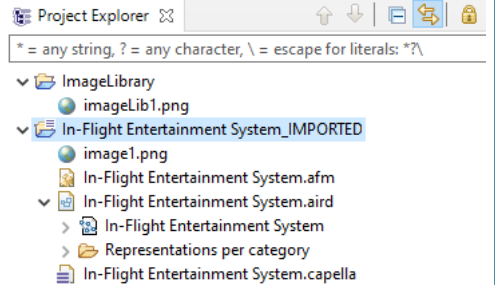 Project Explorer
* = any string, ? = any character, \ = escape for literals: *?\
ImageLibrary
imageLib1.png
In-Flight Entertainment System_IMPORTED
image1.png
In-Flight Entertainment System.afm
In-Flight Entertainment System.aird
In-Flight Entertainment System
Representations per category
In-Flight Entertainment System.capella